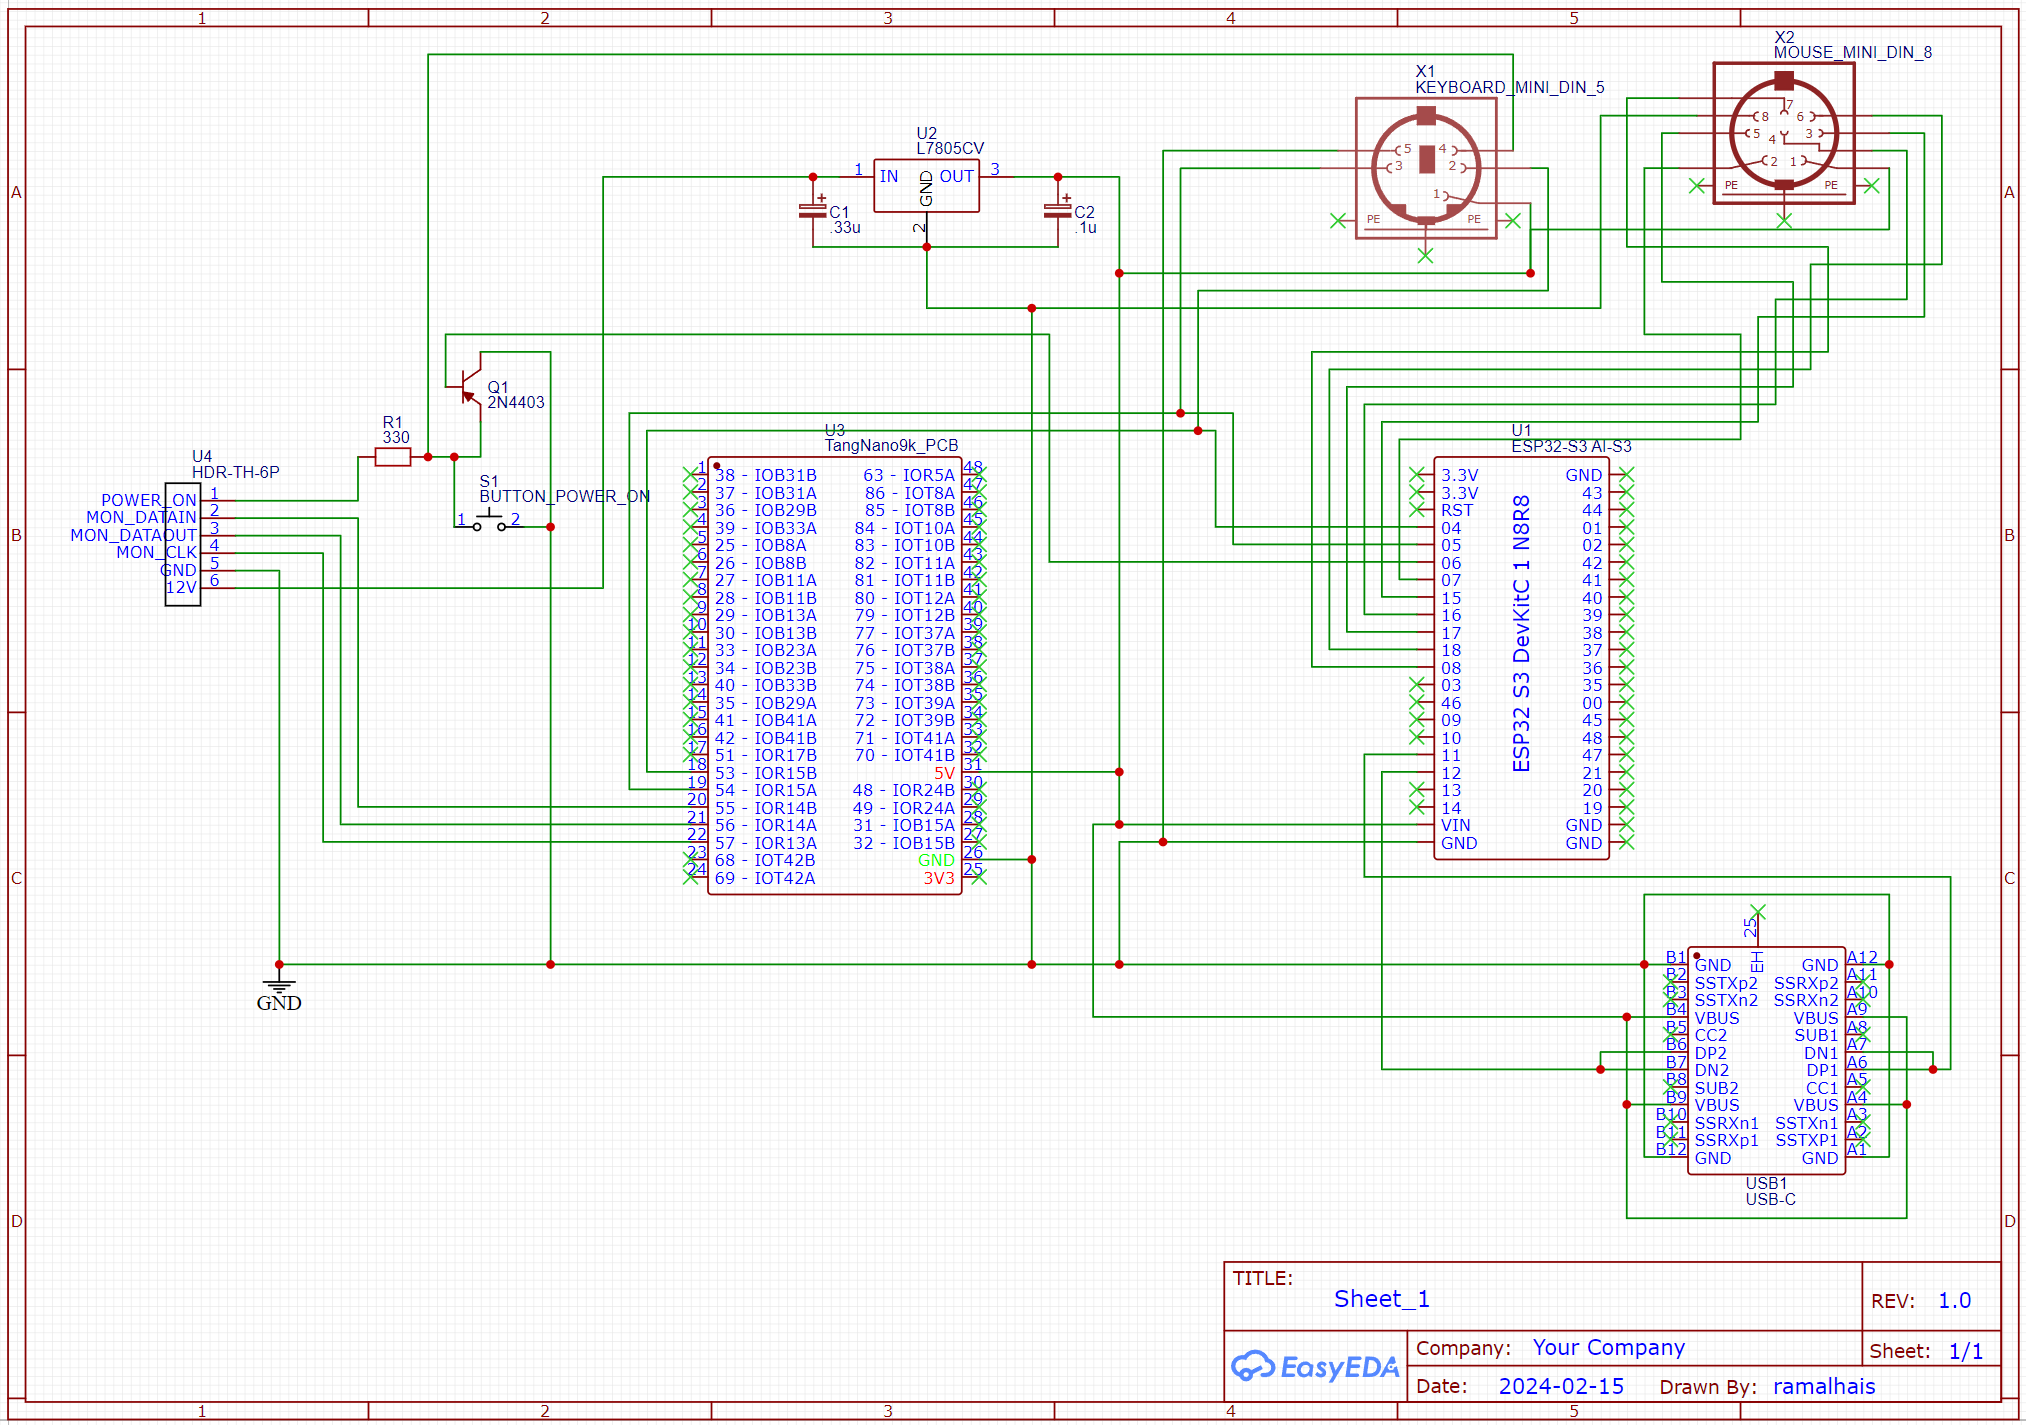 1 2 3 4 5
A
B
C
D
A
B
C
D
1 2 3 4 5
X1
KEYBOARD_MINI_DIN_5
5 4
3 2
1
PE PE
X2
MOUSE_MINI_DIN_8
7
8 6
5 4 3
2 1
PE PE
U2
L7805CV
1 IN GND OUT 3
2
C1
.33u
C2
.1u
Q1
2N4403
R1
330
S1
BUTTON_POWER_ON
1 2
U4
HDR-TH-6P
POWER_ON 1
MON_DATAIN 2
MON_DATAOUT 3
MON_CLK 4
GND 5
12V 6
GND
U3
TangNano9k_PCB
1 38 - IOB31B 63 - IOR5A 48
2 37 - IOB31A 86 - IOT8A 47
3 36 - IOB29B 85 - IOT8B 46
4 39 - IOB33A 84 - IOT10A 45
5 25 - IOB8A 83 - IOT10B 44
6 26 - IOB8B 82 - IOT11A 43
7 27 - IOB11A 81 - IOT11B 42
8 28 - IOB11B 80 - IOT12A 41
9 29 - IOB13A 79 - IOT12B 40
10 30 - IOB13B 77 - IOT37A 39
11 33 - IOB23A 76 - IOT37B 38
12 34 - IOB23B 75 - IOT38A 37
13 40 - IOB33B 74 - IOT38B 36
14 35 - IOB29A 73 - IOT39A 35
15 41 - IOB41A 72 - IOT39B 34
16 42 - IOB41B 71 - IOT41A 33
17 51 - IOR17B 70 - IOT41B 32
18 53 - IOR15B 5V 31
19 54 - IOR15A 48 - IOR24B 30
20 55 - IOR14B 49 - IOR24A 29
21 56 - IOR14A 31 - IOB15A 28
22 57 - IOR13A 32 - IOB15B 27
23 68 - IOT42B GND 26
24 69 - IOT42A 3V3 25
U1
ESP32-S3 AI-S3
ESP32 S3 DevKitC 1 N8R8
3.3V GND
3.3V 43
RST 44
04 01
05 02
06 42
07 41
15 40
16 39
17 38
18 37
08 36
03 35
46 00
09 45
10 48
11 47
12 21
13 20
14 19
VIN GND
GND GND
25
EH
B1 GND GND A12
B2 SSTXp2 SSRXp2 A11
B3 SSTXn2 SSRXn2 A10
B4 VBUS VBUS A9
B5 CC2 SUB1 A8
B6 DP2 DN1 A7
B7 DN2 DP1 A6
B8 SUB2 CC1 A5
B9 VBUS VBUS A4
B10 SSRXn1 SSTXn1 A3
B11 SSRXp1 SSTXP1 A2
B12 GND GND A1
USB1
USB-C
TITLE:
Sheet_1
REV: 1.0
EasyEDA
Company: Your Company
Sheet: 1/1
Date: 2024-02-15 Drawn By: ramalhais